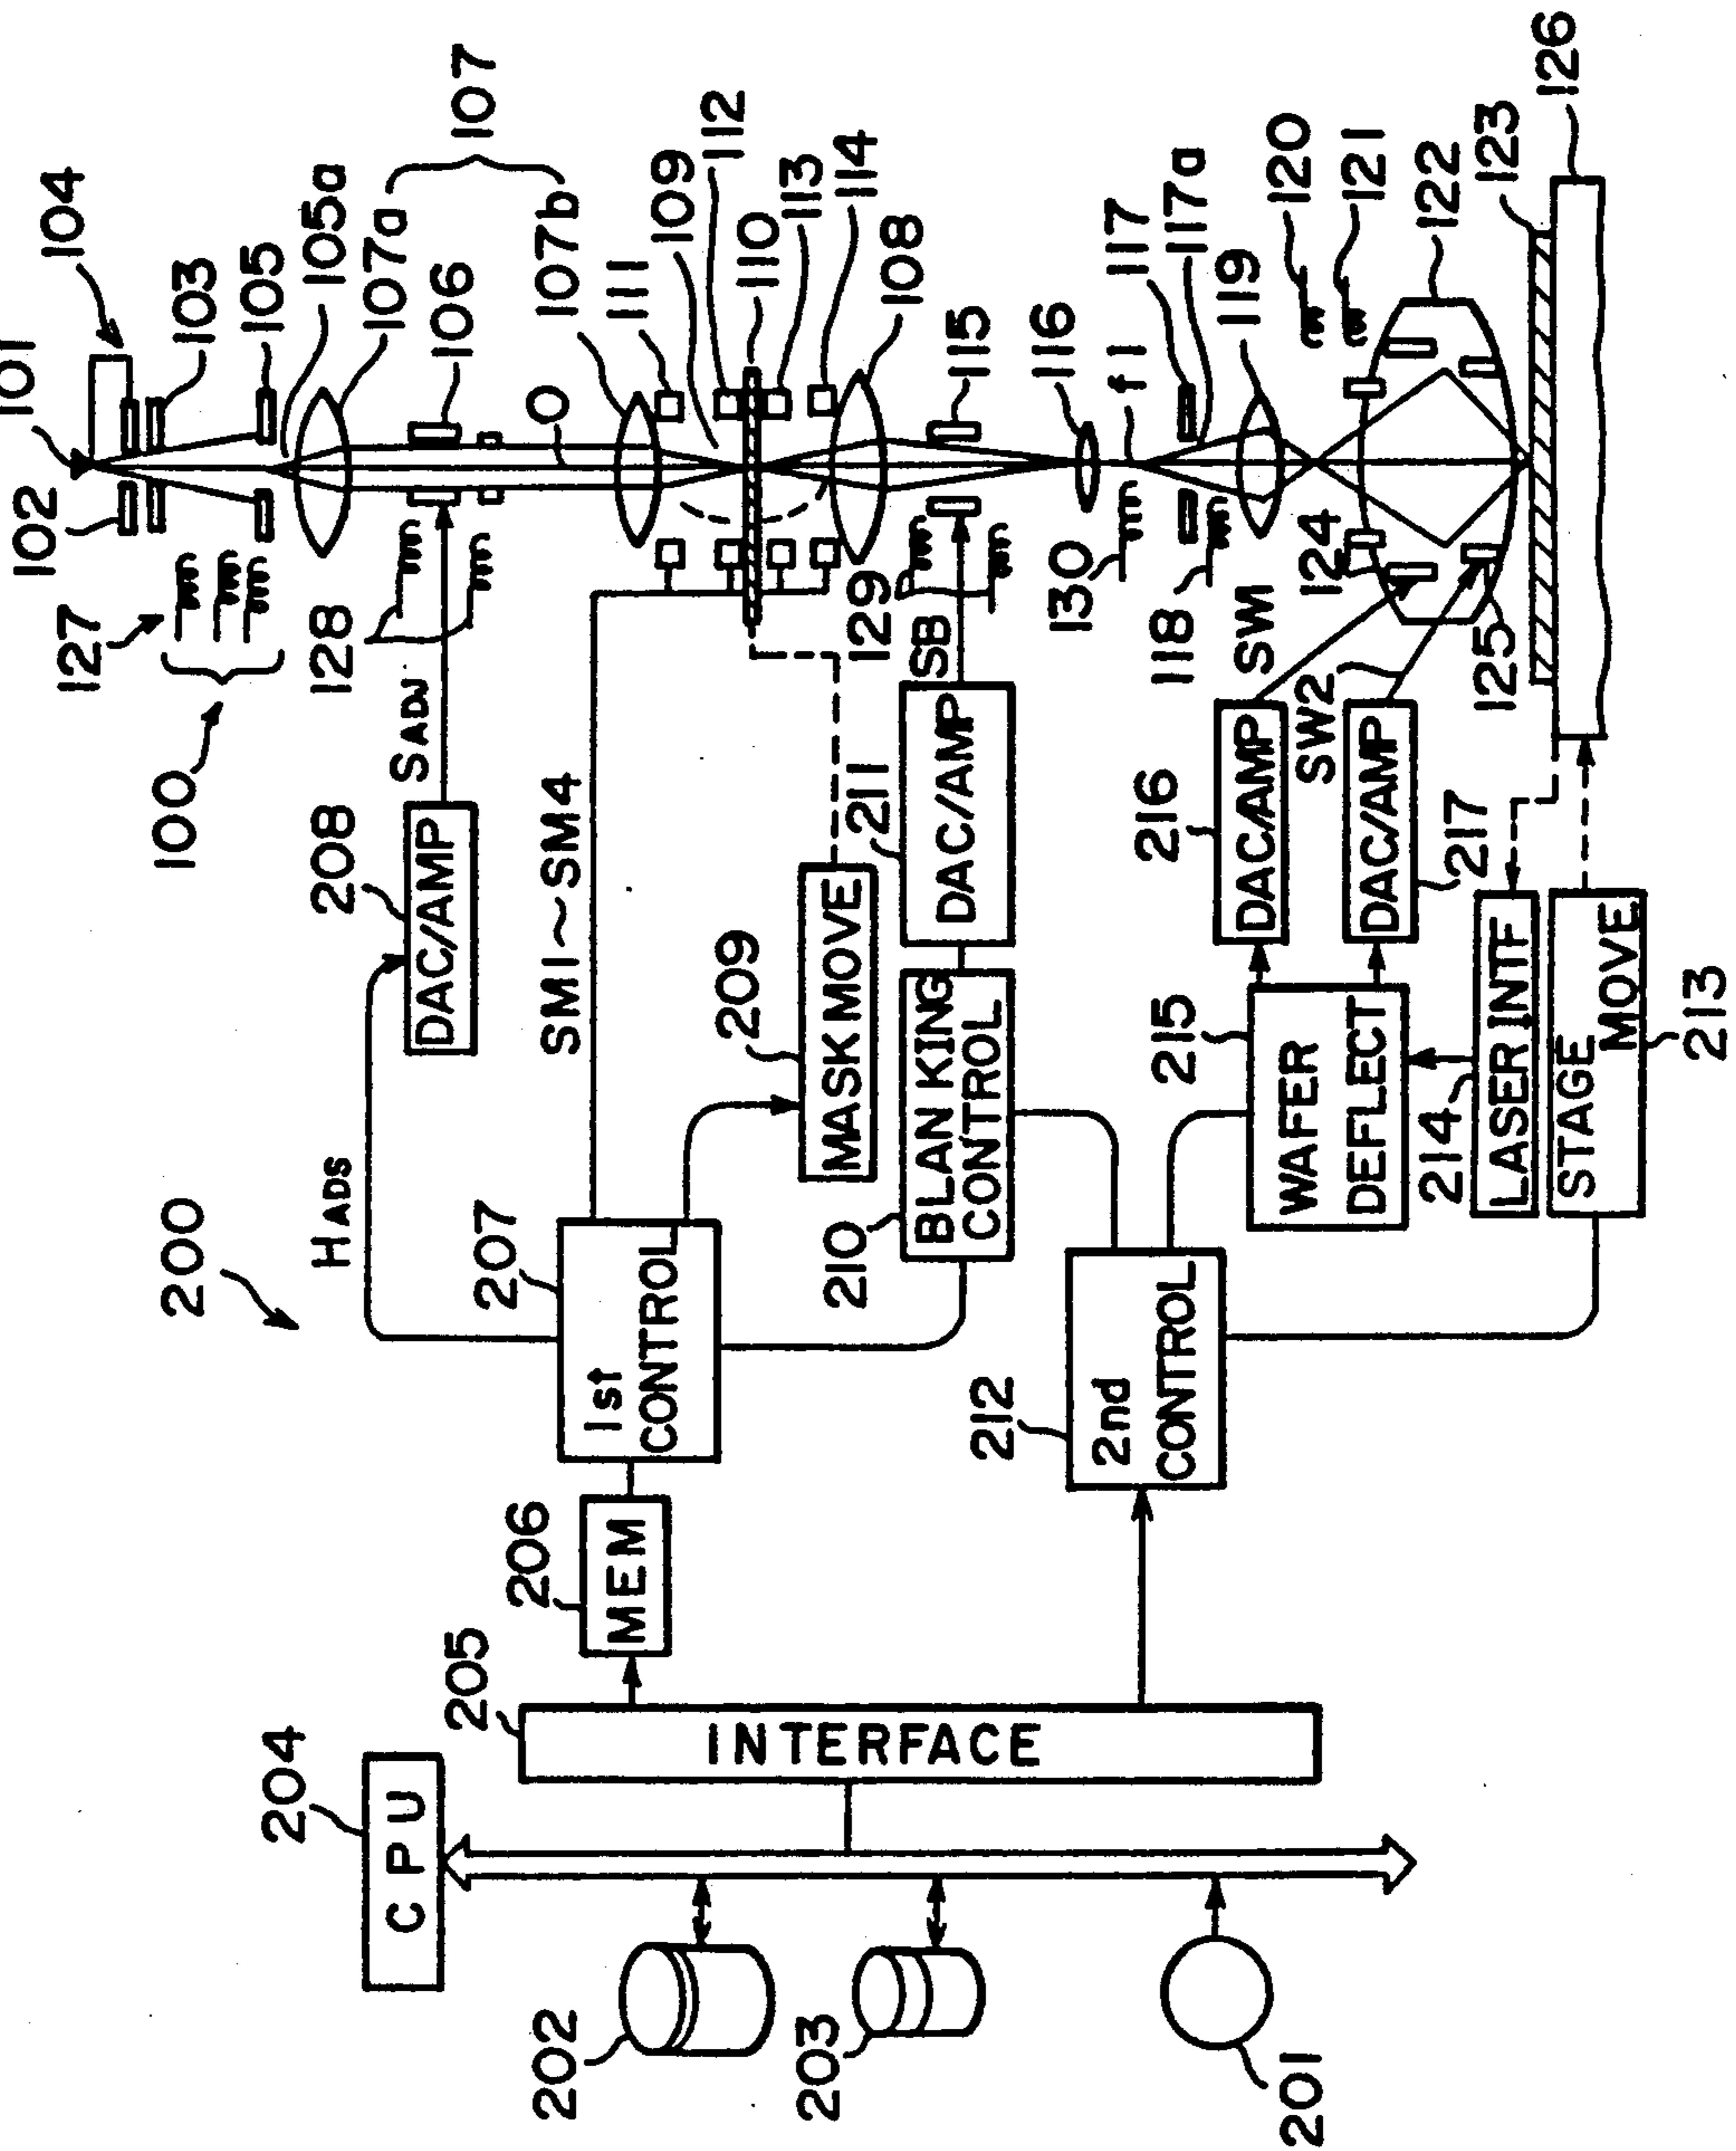 101
102
103
104
127
100
105
105a
107a
107
128
106
O
107b
111
109
112
110
113
114
108
129
115
116
130
f1
117
117a
118
119
120
121
124
122
125
123
126
200
HADS
208
DAC/AMP
SADW
SM1~SM4
207
1st
CONTROL
209
MASK MOVE
210
BLANKING
CONTROL
211
DAC/AMP
SB
206
MEM
205
INTERFACE
204
CPU
202
203
201
212
2nd
CONTROL
215
WAFER
DEFLECT
216
DAC/AMP
SW1
SW2
DAC/AMP
217
214
LASER INTF
STAGE
MOVE
213